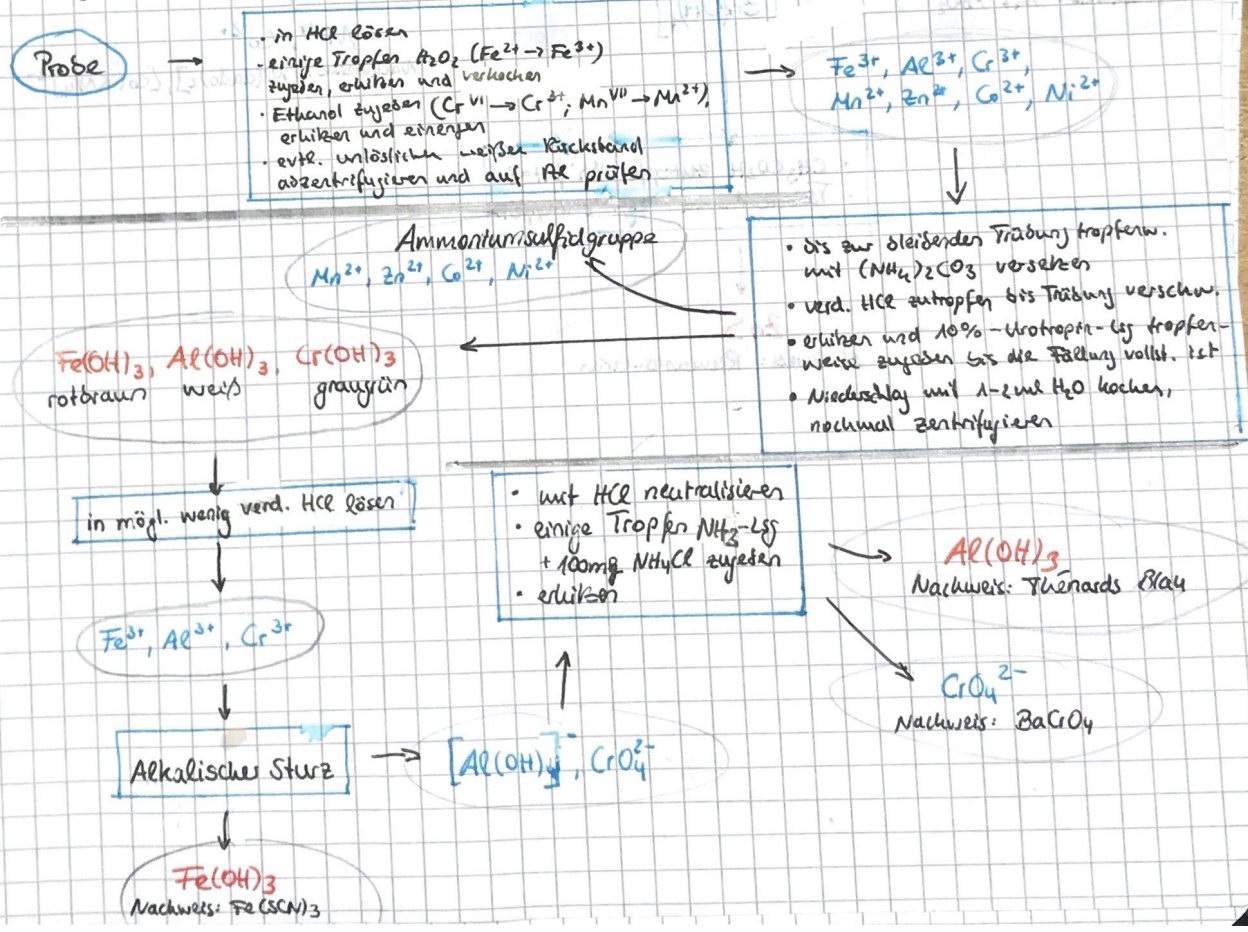 Probe
• in HCl lösen
• einige Tropfen H₂O₂ (Fe²⁺ → Fe³⁺)
zugeben, erhitzen und verkochen
• Ethanol zugeben (Cr^VI → Cr³⁺; Mn^VII → Mn²⁺),
erhitzen und einengen
• evtl. unlöslichen weißen Rückstand
abzentrifugieren und auf Al prüfen
Fe³⁺, Al³⁺, Cr³⁺,
Mn²⁺, Zn²⁺, Co²⁺, Ni²⁺
• bis zur bleibenden Trübung tropfenw.
mit (NH₄)₂CO₃ versetzen
• verd. HCl zutropfen bis Trübung verschw.
• erhitzen und 10%-Urotropin-Lsg tropfen-
weise zugeben bis die Fällung vollst. ist
• Niederschlag mit 1-2ml H₂O kochen,
nochmal zentrifugieren
Ammoniumsulfidgruppe
Mn²⁺, Zn²⁺, Co²⁺, Ni²⁺
Fe(OH)₃, Al(OH)₃, Cr(OH)₃
rotbraun weiß graugrün
in mögl. wenig verd. HCl lösen
Fe³⁺, Al³⁺, Cr³⁺
Alkalischer Sturz
Fe(OH)₃
Nachweis: Fe(SCN)₃
[Al(OH)₄]⁻, CrO₄²⁻
• mit HCl neutralisieren
• einige Tropfen NH₃-Lsg
+ 100mg NH₄Cl zugeben
• erhitzen
Al(OH)₃
Nachweis: Thénards Blau
CrO₄²⁻
Nachweis: BaCrO₄